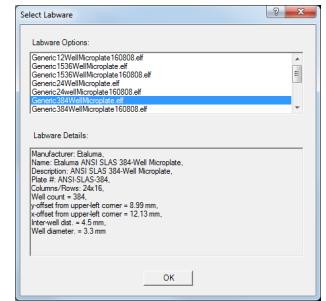 Select Labware
Labware Options:
Generic12WellMicroplate160808.elf
Generic1536WellMicroplate.elf
Generic1536WellMicroplate160808.elf
Generic24WellMicroplate.elf
Generic24wellMicroplate160808.elf
Generic384WellMicroplate.elf
Generic384WellMicroplate160808.elf
Labware Details:
Manufacturer: Etaluma,
Name: Etaluma ANSI SLAS 384-Well Microplate,
Description: ANSI SLAS 384-Well Microplate,
Plate #: ANSI-SLAS-384,
Columns/Rows: 24x16,
Well count = 384,
y-offset from upper-left corner = 8.99 mm,
x-offset from upper-left corner = 12.13 mm,
Inter-well dist. = 4.5 mm,
Well diameter. = 3.3 mm
OK